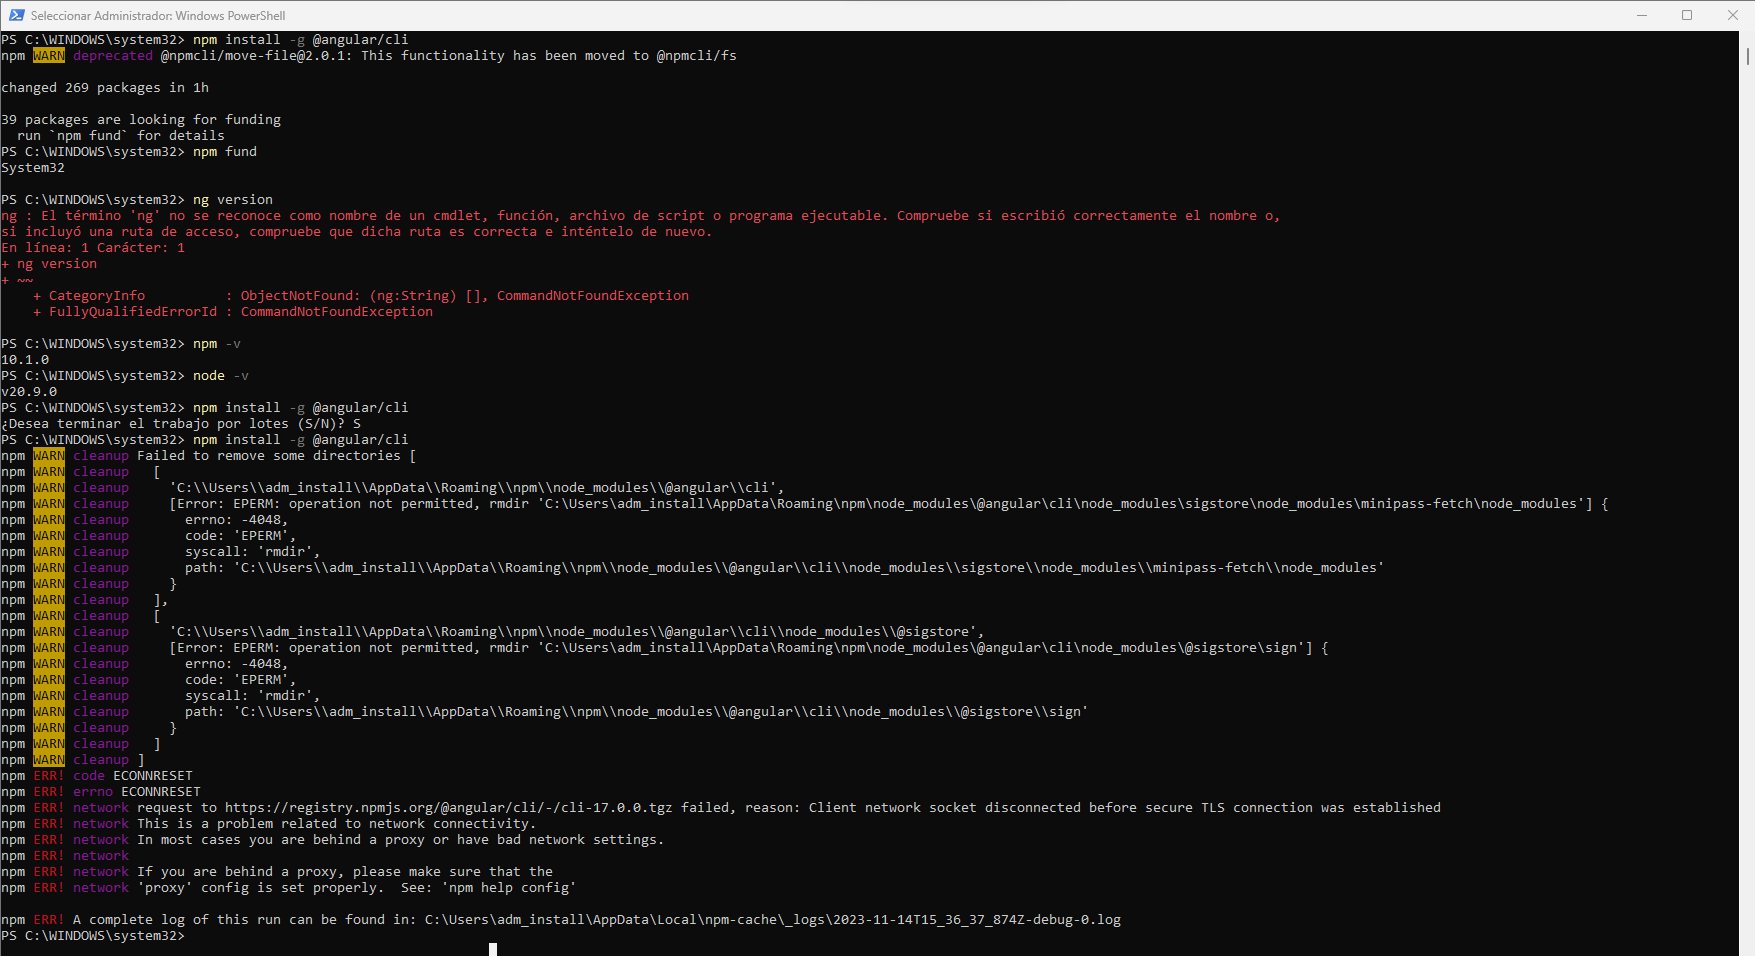 Seleccionar Administrador: Windows PowerShell
PS C:\WINDOWS\system32> npm install -g @angular/cli
npm WARN deprecated @npmcli/move-file@2.0.1: This functionality has been moved to @npmcli/fs
changed 269 packages in 1h
39 packages are looking for funding
  run `npm fund` for details
PS C:\WINDOWS\system32> npm fund
System32
PS C:\WINDOWS\system32> ng version
ng : El término 'ng' no se reconoce como nombre de un cmdlet, función, archivo de script o programa ejecutable. Compruebe si escribió correctamente el nombre o,
si incluyó una ruta de acceso, compruebe que dicha ruta es correcta e inténtelo de nuevo.
En línea: 1 Carácter: 1
+ ng version
+ ~~
    + CategoryInfo          : ObjectNotFound: (ng:String) [], CommandNotFoundException
    + FullyQualifiedErrorId : CommandNotFoundException
PS C:\WINDOWS\system32> npm -v
10.1.0
PS C:\WINDOWS\system32> node -v
v20.9.0
PS C:\WINDOWS\system32> npm install -g @angular/cli
¿Desea terminar el trabajo por lotes (S/N)? S
PS C:\WINDOWS\system32> npm install -g @angular/cli
npm WARN cleanup Failed to remove some directories [
npm WARN cleanup   [
npm WARN cleanup     'C:\\Users\\adm_install\\AppData\\Roaming\\npm\\node_modules\\@angular\\cli',
npm WARN cleanup     [Error: EPERM: operation not permitted, rmdir 'C:\Users\adm_install\AppData\Roaming\npm\node_modules\@angular\cli\node_modules\sigstore\node_modules\minipass-fetch\node_modules'] {
npm WARN cleanup       errno: -4048,
npm WARN cleanup       code: 'EPERM',
npm WARN cleanup       syscall: 'rmdir',
npm WARN cleanup       path: 'C:\\Users\\adm_install\\AppData\\Roaming\\npm\\node_modules\\@angular\\cli\\node_modules\\sigstore\\node_modules\\minipass-fetch\\node_modules'
npm WARN cleanup     }
npm WARN cleanup   ],
npm WARN cleanup   [
npm WARN cleanup     'C:\\Users\\adm_install\\AppData\\Roaming\\npm\\node_modules\\@angular\\cli\\node_modules\\@sigstore',
npm WARN cleanup     [Error: EPERM: operation not permitted, rmdir 'C:\Users\adm_install\AppData\Roaming\npm\node_modules\@angular\cli\node_modules\@sigstore\sign'] {
npm WARN cleanup       errno: -4048,
npm WARN cleanup       code: 'EPERM',
npm WARN cleanup       syscall: 'rmdir',
npm WARN cleanup       path: 'C:\\Users\\adm_install\\AppData\\Roaming\\npm\\node_modules\\@angular\\cli\\node_modules\\@sigstore\\sign'
npm WARN cleanup     }
npm WARN cleanup   ]
npm WARN cleanup ]
npm ERR! code ECONNRESET
npm ERR! errno ECONNRESET
npm ERR! network request to https://registry.npmjs.org/@angular/cli/-/cli-17.0.0.tgz failed, reason: Client network socket disconnected before secure TLS connection was established
npm ERR! network This is a problem related to network connectivity.
npm ERR! network In most cases you are behind a proxy or have bad network settings.
npm ERR! network
npm ERR! network If you are behind a proxy, please make sure that the
npm ERR! network 'proxy' config is set properly.  See: 'npm help config'
npm ERR! A complete log of this run can be found in: C:\Users\adm_install\AppData\Local\npm-cache\_logs\2023-11-14T15_36_37_874Z-debug-0.log
PS C:\WINDOWS\system32>